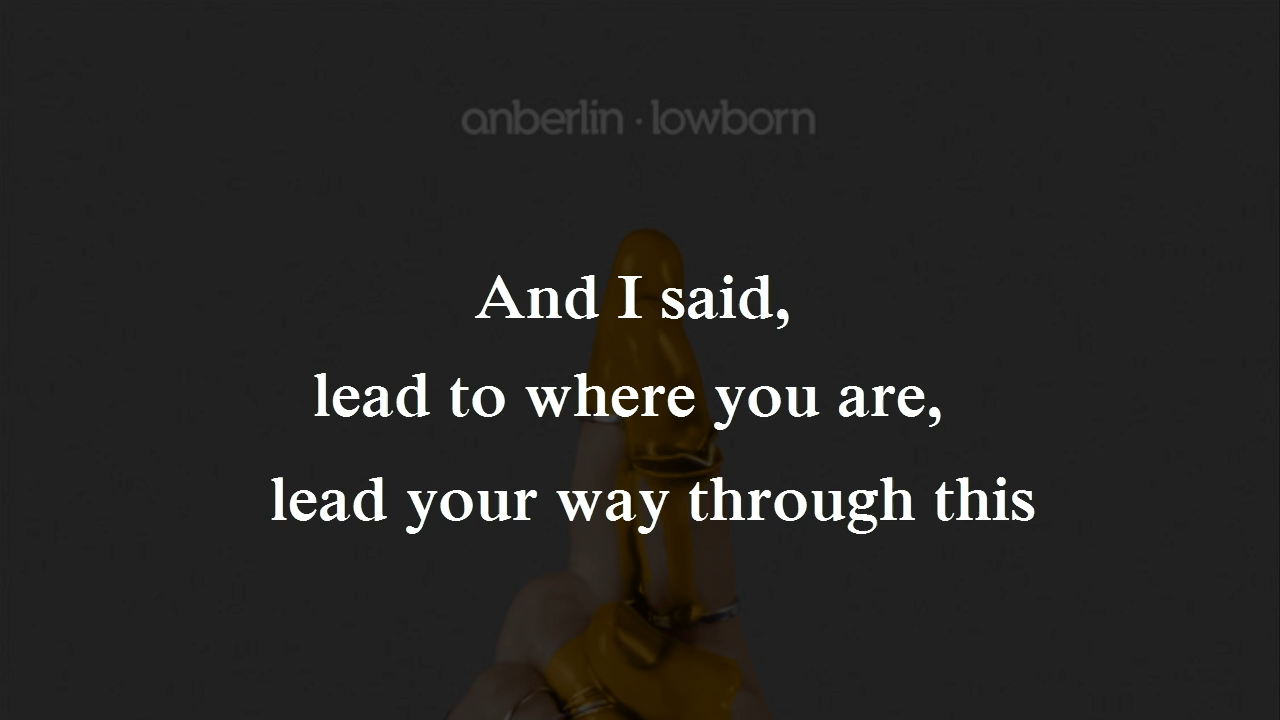 anberlin · lowborn
And I said,
lead to where you are,
lead your way through this